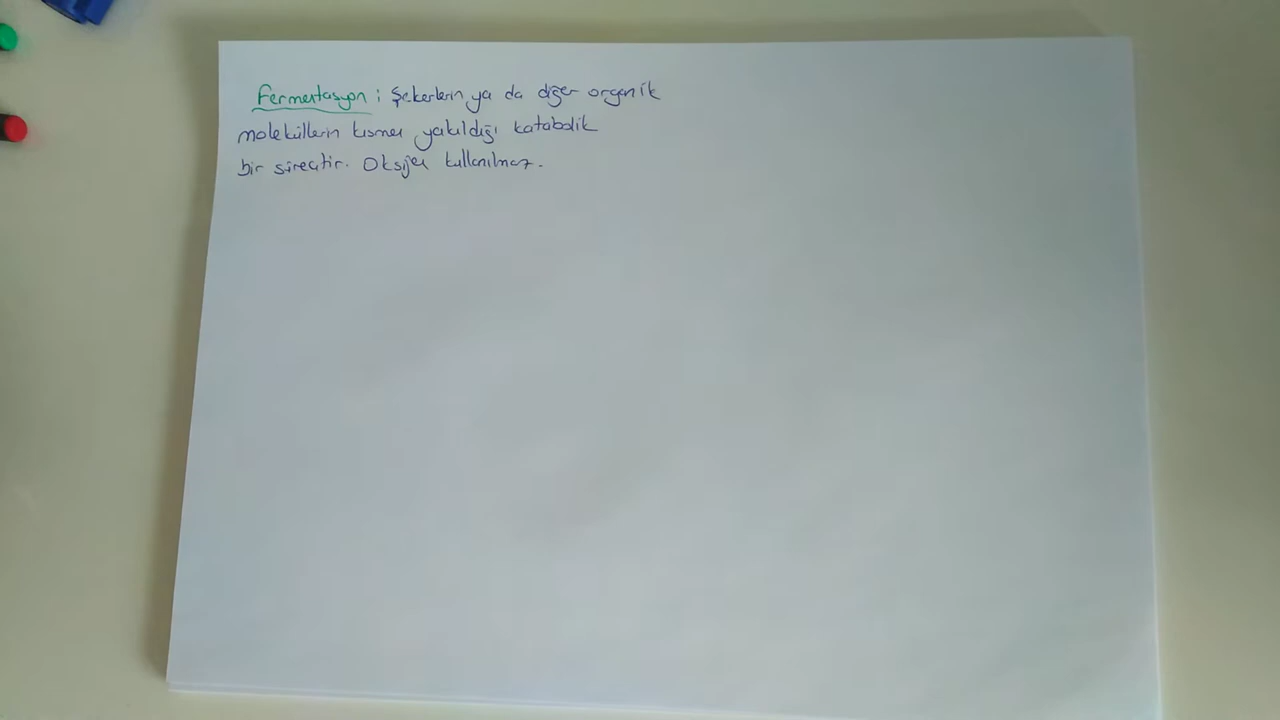 Fermentasyon : Şekerlerin ya da diğer organik
moleküllerin kısmen yakıldığı katabolik
bir süreçtir. Oksijen kullanılmaz.